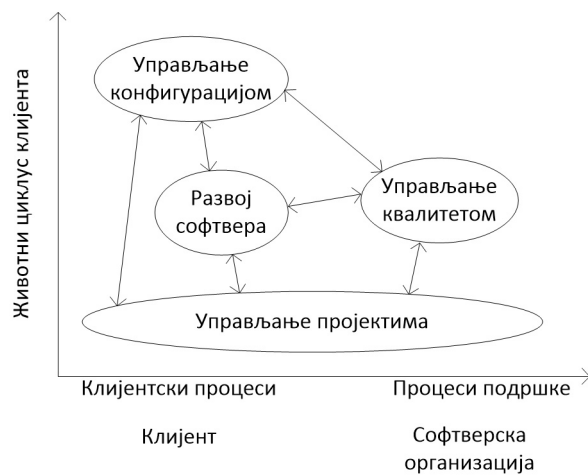 Животни циклус клијента
Управљање
конфигурацијом
Развој
софтвера
Управљање
квалитетом
Управљање пројектима
Клијентски процеси
Процеси подршке
Клијент
Софтверска
организација